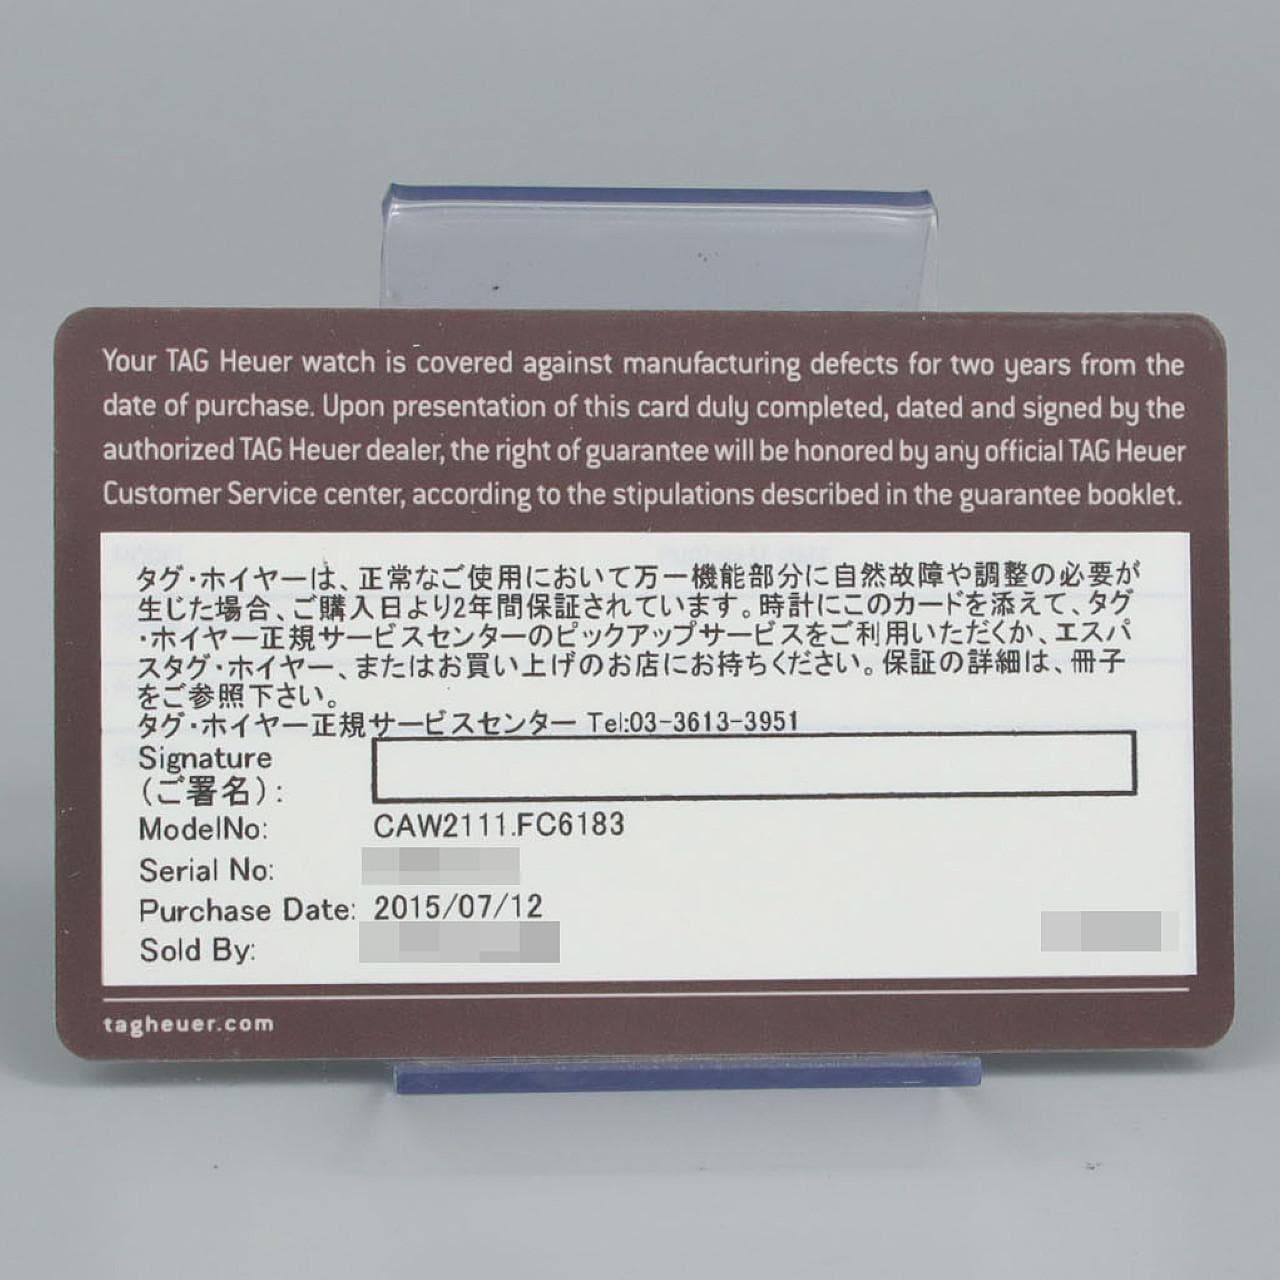 Your TAG Heuer watch is covered against manufacturing defects for two years from the
date of purchase. Upon presentation of this card duly completed, dated and signed by the
authorized TAG Heuer dealer, the right of guarantee will be honored by any official TAG Heuer
Customer Service center, according to the stipulations described in the guarantee booklet.
タグ・ホイヤーは、正常なご使用において万一機能部分に自然故障や調整の必要が
生じた場合、ご購入日より2年間保証されています。時計にこのカードを添えて、タグ
・ホイヤー正規サービスセンターのピックアップサービスをご利用いただくか、エスパ
スタグ・ホイヤー、またはお買い上げのお店にお持ちください。保証の詳細は、冊子
をご参照下さい。
タグ・ホイヤー正規サービスセンター Tel:03-3613-3951
Signature
(ご署名):
ModelNo: CAW2111.FC6183
Serial No:
Purchase Date: 2015/07/12
Sold By:
tagheuer.com